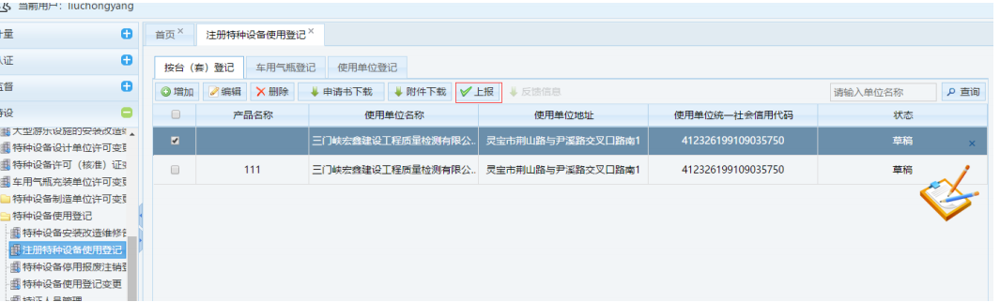 当前用户：liuchongyang
量
首页 注册特种设备使用登记
认证
按台（套）登记 车用气瓶登记 使用单位登记
监督
增加 编辑 删除 申请书下载 附件下载 上报 反馈信息 请输入单位名称 查询
特设
产品名称 使用单位名称 使用单位地址 使用单位统一社会信用代码 状态
大型游乐设施的安装改造
三门峡宏鑫建设工程质量检测有限公.. 灵宝市荆山路与尹溪路交叉口路南1 412326199109035750 草稿
特种设备设计单位许可变
特种设备许可（核准）证
111 三门峡宏鑫建设工程质量检测有限公.. 灵宝市荆山路与尹溪路交叉口路南1 412326199109035750 草稿
车用气瓶充装单位许可变
特种设备制造单位许可变
特种设备使用登记
特种设备安装改造维修
注册特种设备使用登记
特种设备停用报废注销
特种设备使用登记变更
持证人员管理